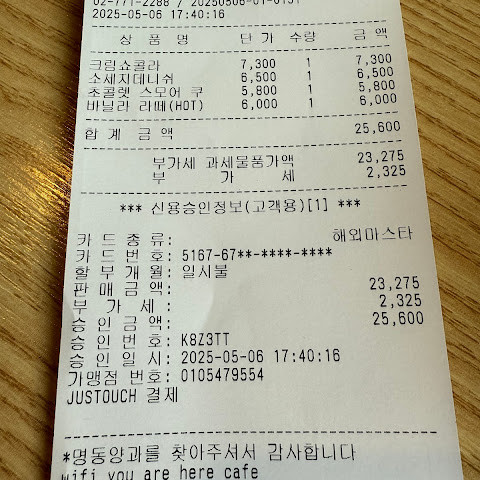 02-771-2288 / 20250506-01-0151
2025-05-06 17:40:16
상 품 명 단 가 수량 금 액
크림쇼콜라 7,300 1 7,300
소세지데니쉬 6,500 1 6,500
초콜렛 스모어 쿠 5,800 1 5,800
바닐라 라떼(HOT) 6,000 1 6,000
합 계 금 액 25,600
부가세 과세물품가액 23,275
부 가 세 2,325
*** 신용승인정보(고객용)[1] ***
카 드 종 류: 해외마스타
카 드 번 호: 5167-67**-****-****
할 부 개 월: 일시불
판 매 금 액: 23,275
부 가 세 : 2,325
승 인 금 액: 25,600
승 인 번 호: K8Z3TT
승 인 일 시: 2025-05-06 17:40:16
가맹점 번호: 0105479554
JUSTOUCH 결제
*명동양과를 찾아주셔서 감사합니다
wifi you are here cafe